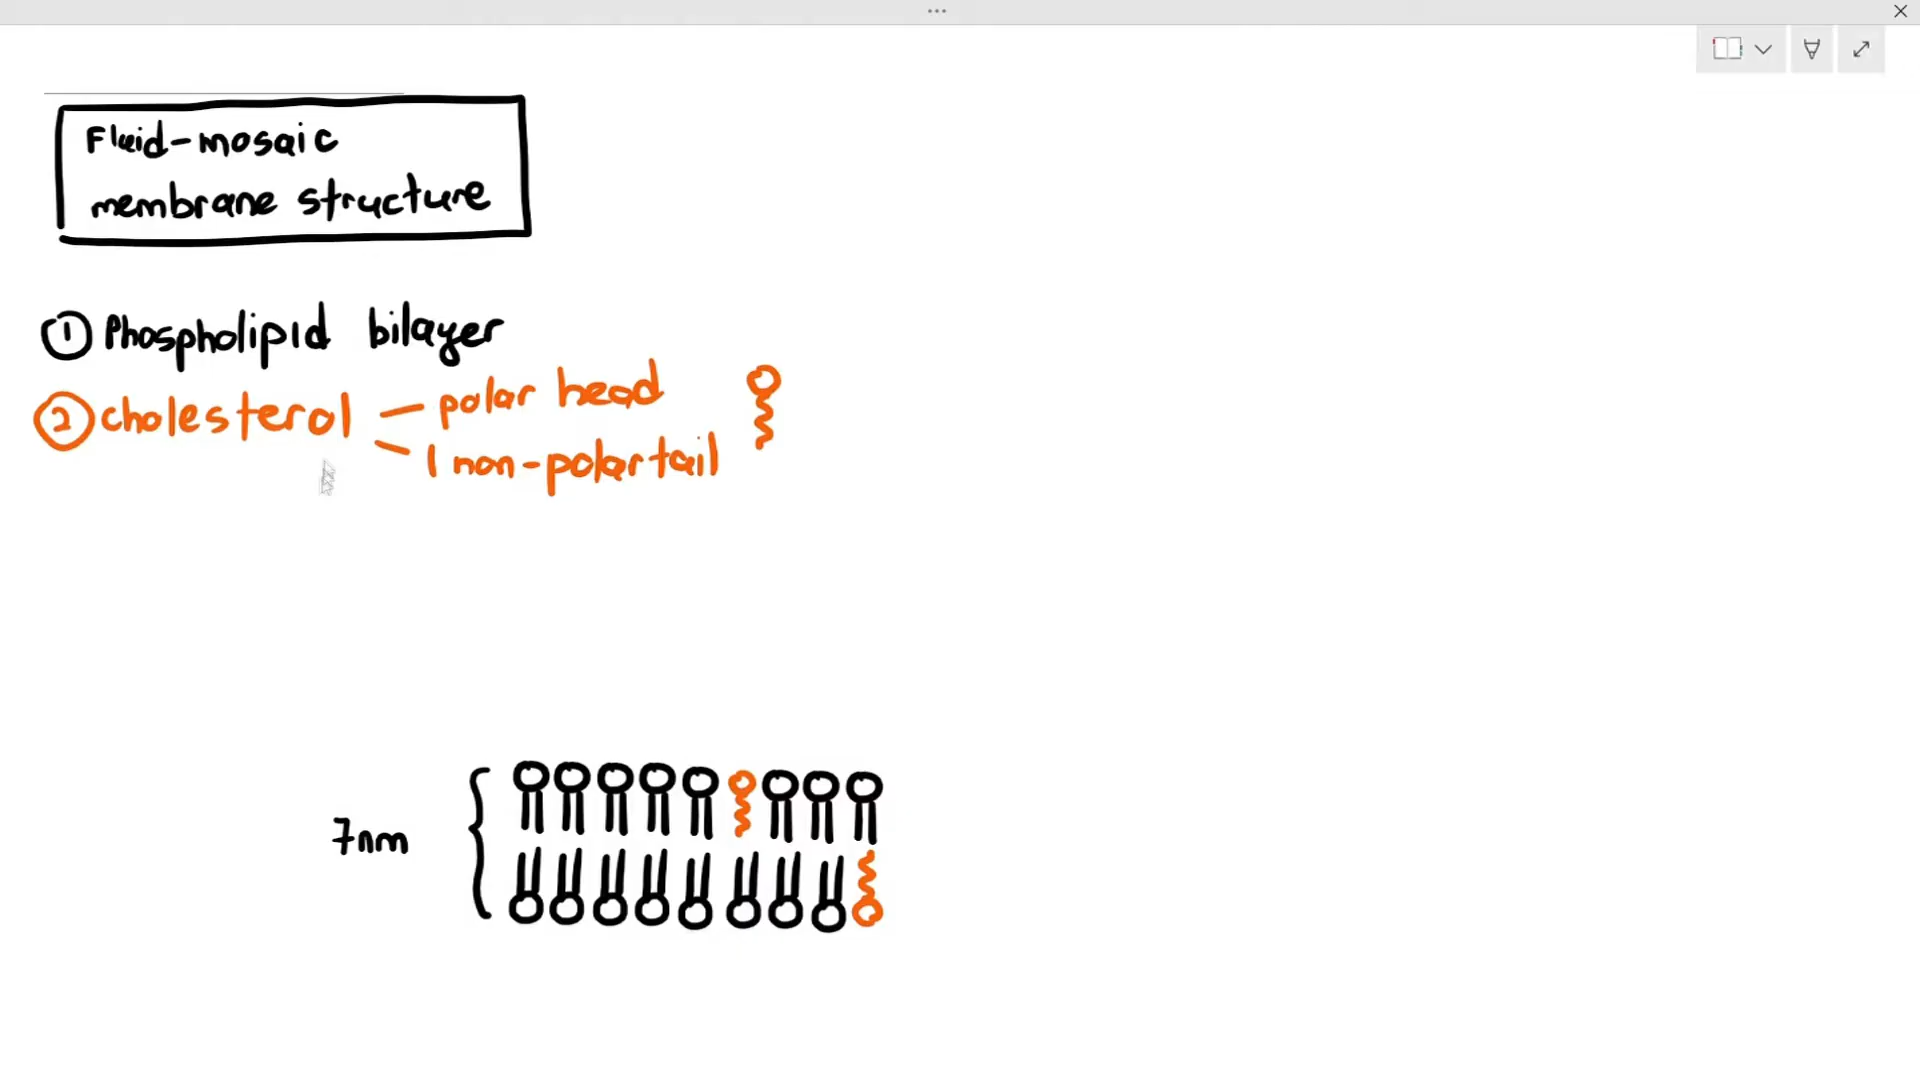 Fluid-mosaic
membrane structure
① Phospholipid bilayer
② cholesterol – polar head
– 1 non-polar tail
7nm